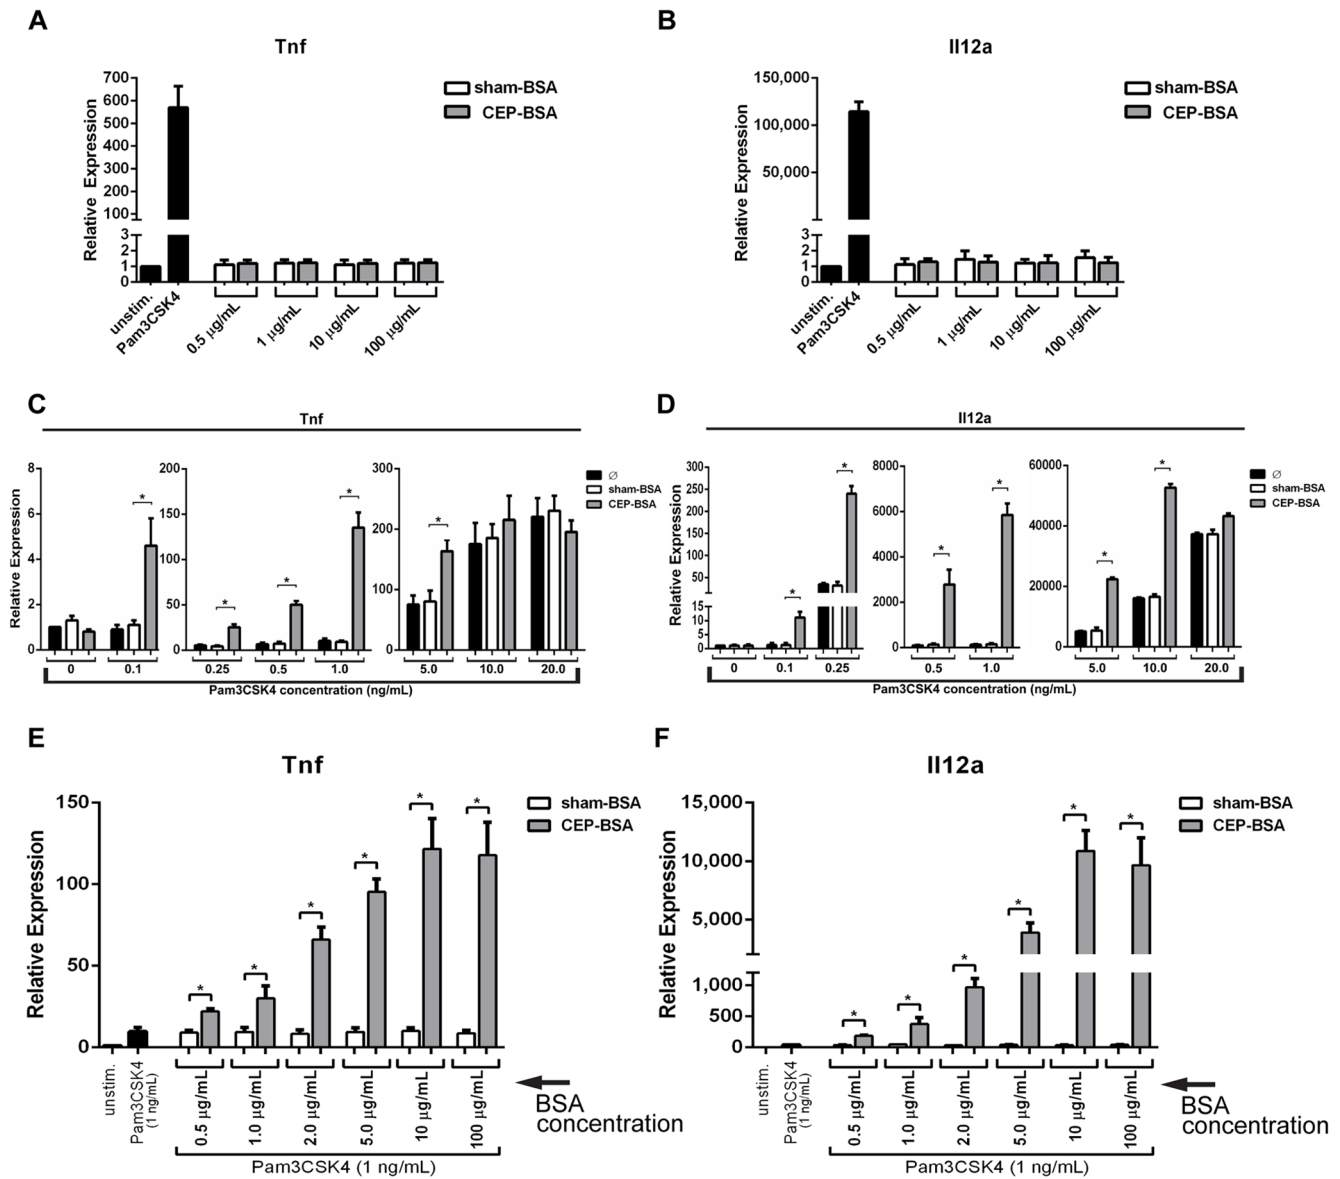 A
Tnf
Relative Expression
700
600
500
400
300
200
100
3
2
1
0
unstim.
Pam3CSK4
0.5 µg/mL
1 µg/mL
10 µg/mL
100 µg/mL
sham-BSA
CEP-BSA
B
Il12a
Relative Expression
150,000
100,000
50,000
3
2
1
0
unstim.
Pam3CSK4
0.5 µg/mL
1 µg/mL
10 µg/mL
100 µg/mL
sham-BSA
CEP-BSA
C
Tnf
Relative Expression
8
6
4
2
0
* 
0 0.1
200
150
100
50
0
* * *
0.25 0.5 1.0
300
200
100
0
*
5.0 10.0 20.0
Pam3CSK4 concentration (ng/mL)
Ø
sham-BSA
CEP-BSA
D
Il12a
Relative Expression
300
250
200
150
100
50
15
10
5
0
* *
0 0.1 0.25
8000
6000
4000
2000
0
* *
0.5 1.0
60000
40000
20000
0
* *
5.0 10.0 20.0
Pam3CSK4 concentration (ng/mL)
Ø
sham-BSA
CEP-BSA
E
Tnf
Relative Expression
150
100
50
0
* * * * * *
unstim.
Pam3CSK4
(1 ng/mL)
0.5 µg/mL
1.0 µg/mL
2.0 µg/mL
5.0 µg/mL
10 µg/mL
100 µg/mL
Pam3CSK4 (1 ng/mL)
sham-BSA
CEP-BSA
BSA
concentration
F
Il12a
Relative Expression
15,000
10,000
5,000
1,000
500
0
* * * * * *
unstim.
Pam3CSK4
(1 ng/mL)
0.5 µg/mL
1.0 µg/mL
2.0 µg/mL
5.0 µg/mL
10 µg/mL
100 µg/mL
Pam3CSK4 (1 ng/mL)
sham-BSA
CEP-BSA
BSA
concentration